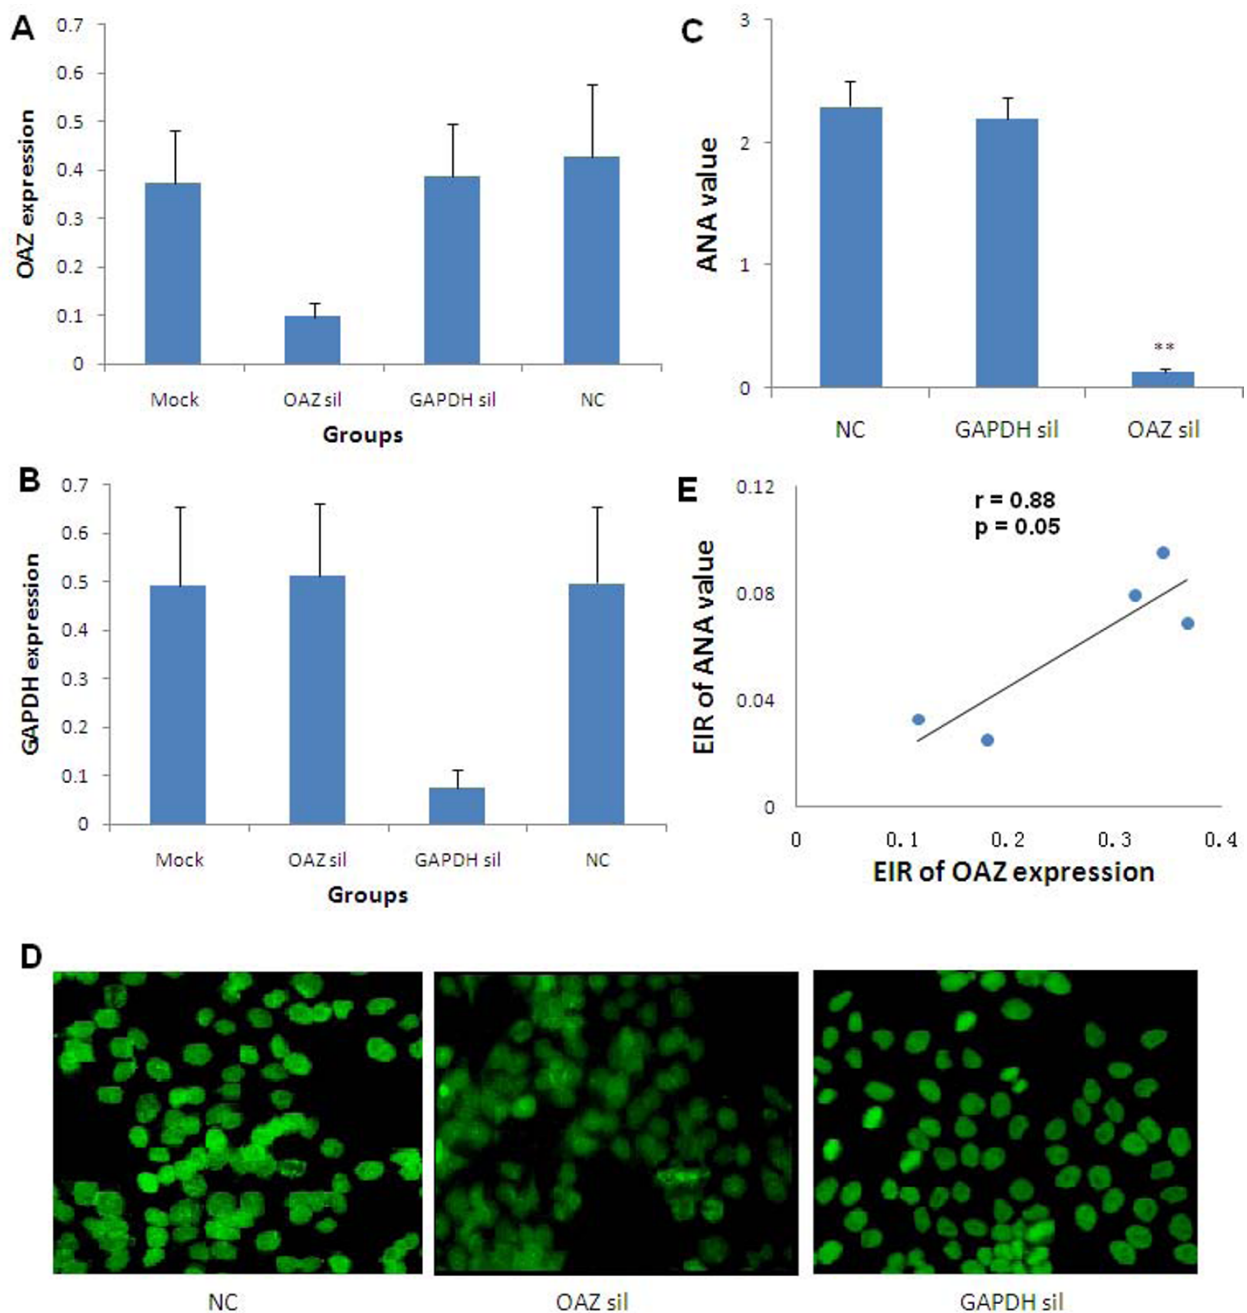 A
0.7
0.6
0.5
0.4
0.3
0.2
0.1
0
OAZ expression
Mock OAZ sil GAPDH sil NC
Groups
C
3
2
1
0
ANA value
**
NC GAPDH sil OAZ sil
B
0.7
0.6
0.5
0.4
0.3
0.2
0.1
0
GAPDH expression
Mock OAZ sil GAPDH sil NC
Groups
E
0.12
0.08
0.04
0
EIR of ANA value
r = 0.88
p = 0.05
0 0.1 0.2 0.3 0.4
EIR of OAZ expression
D
NC OAZ sil GAPDH sil